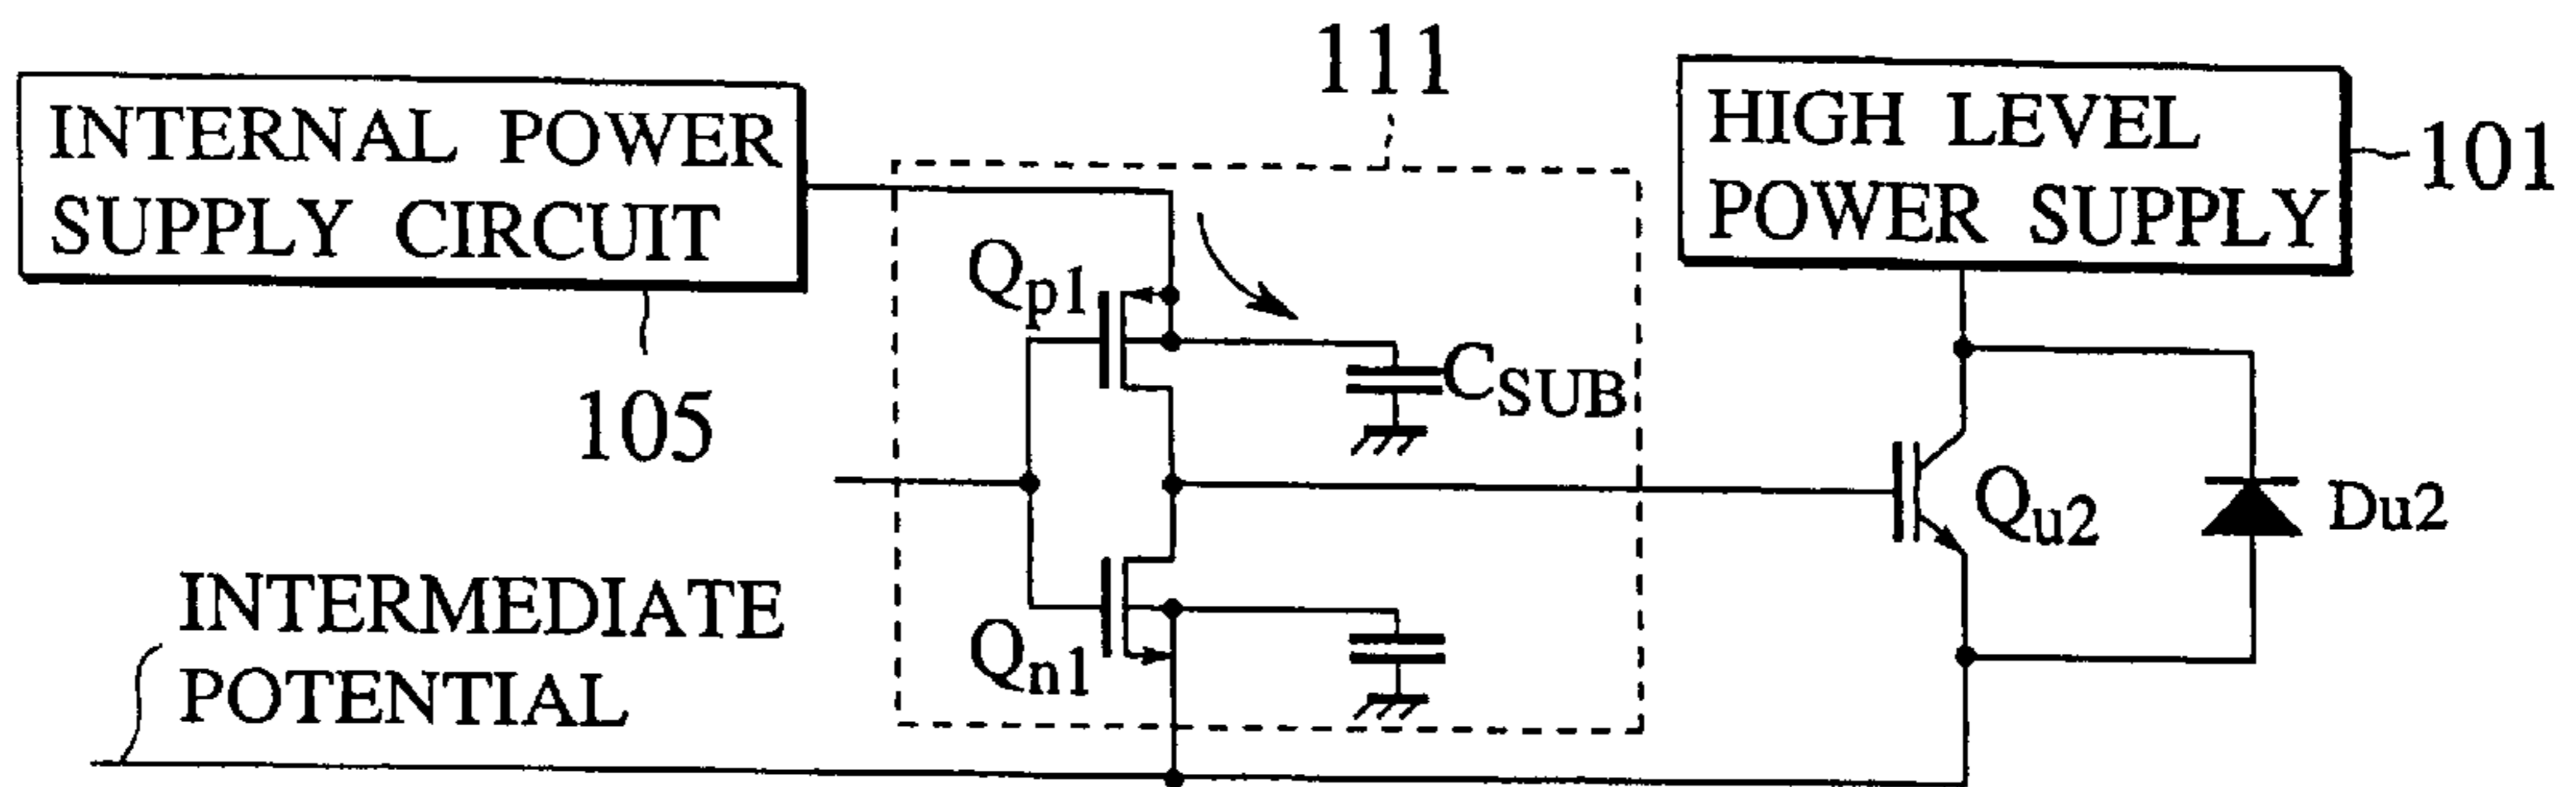 111
INTERNAL POWER
SUPPLY CIRCUIT
HIGH LEVEL
POWER SUPPLY
101
Qp1
105
CSUB
Qu2
Du2
INTERMEDIATE
POTENTIAL
Qn1